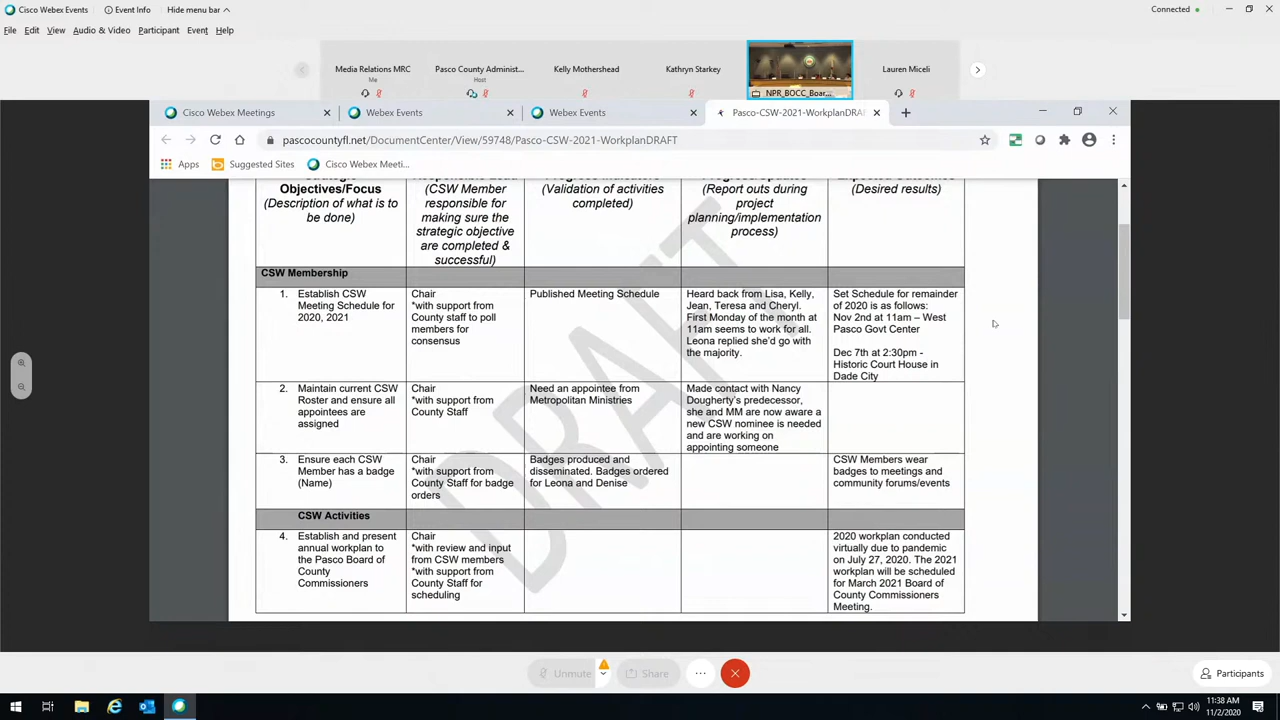 Cisco Webex Events
Event Info
Hide menu bar
Connected
File Edit View Audio & Video Participant Event Help
Media Relations MRC
Me
Pasco County Administ...
Host
Kelly Mothershead
Kathryn Starkey
NPR_BOCC_Boar...
Lauren Miceli
Cisco Webex Meetings
Webex Events
Webex Events
Pasco-CSW-2021-WorkplanDRAF
pascocountyfl.net/DocumentCenter/View/59748/Pasco-CSW-2021-WorkplanDRAFT
Apps
Suggested Sites
Cisco Webex Meeti...
Objectives/Focus
(Description of what is to
be done)
(CSW Member
responsible for
making sure the
strategic objective
are completed &
successful)
(Validation of activities
completed)
(Report outs during
project
planning/implementation
process)
(Desired results)
CSW Membership
1. Establish CSW
Meeting Schedule for
2020, 2021
Chair
*with support from
County staff to poll
members for
consensus
Published Meeting Schedule
Heard back from Lisa, Kelly,
Jean, Teresa and Cheryl.
First Monday of the month at
11am seems to work for all.
Leona replied she'd go with
the majority.
Set Schedule for remainder
of 2020 is as follows:
Nov 2nd at 11am – West
Pasco Govt Center
Dec 7th at 2:30pm -
Historic Court House in
Dade City
2. Maintain current CSW
Roster and ensure all
appointees are
assigned
Chair
*with support from
County Staff
Need an appointee from
Metropolitan Ministries
Made contact with Nancy
Dougherty's predecessor,
she and MM are now aware a
new CSW nominee is needed
and are working on
appointing someone
3. Ensure each CSW
Member has a badge
(Name)
Chair
*with support from
County Staff for badge
orders
Badges produced and
disseminated. Badges ordered
for Leona and Denise
CSW Members wear
badges to meetings and
community forums/events
CSW Activities
4. Establish and present
annual workplan to
the Pasco Board of
County
Commissioners
Chair
*with review and input
from CSW members
*with support from
County Staff for
scheduling
2020 workplan conducted
virtually due to pandemic
on July 27, 2020. The 2021
workplan will be scheduled
for March 2021 Board of
County Commissioners
Meeting.
DRAFT
Unmute
Share
Participants
11:38 AM
11/2/2020